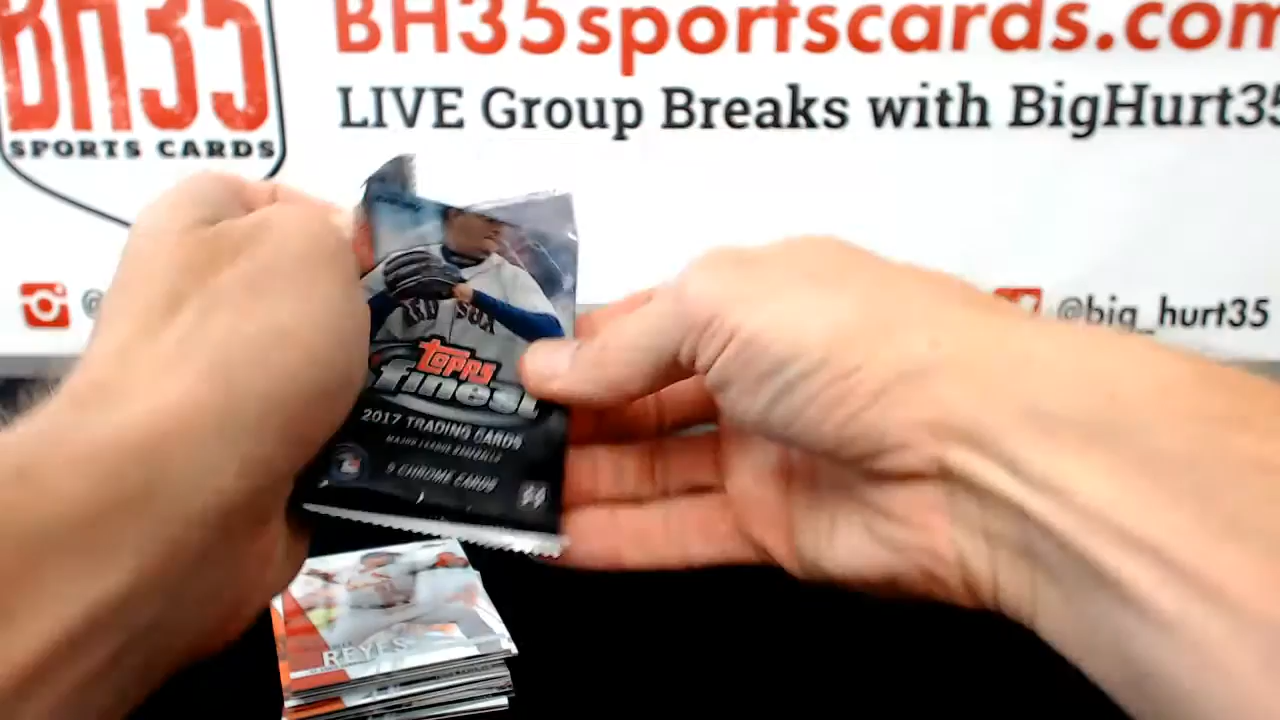 BH35
SPORTS CARDS
BH35sportscards.com
LIVE Group Breaks with BigHurt35
@
@big_hurt35
RED SOX
topps
finest
2017 TRADING CARDS
MAJOR LEAGUE BASEBALL
5 CHROME CARDS
REYES